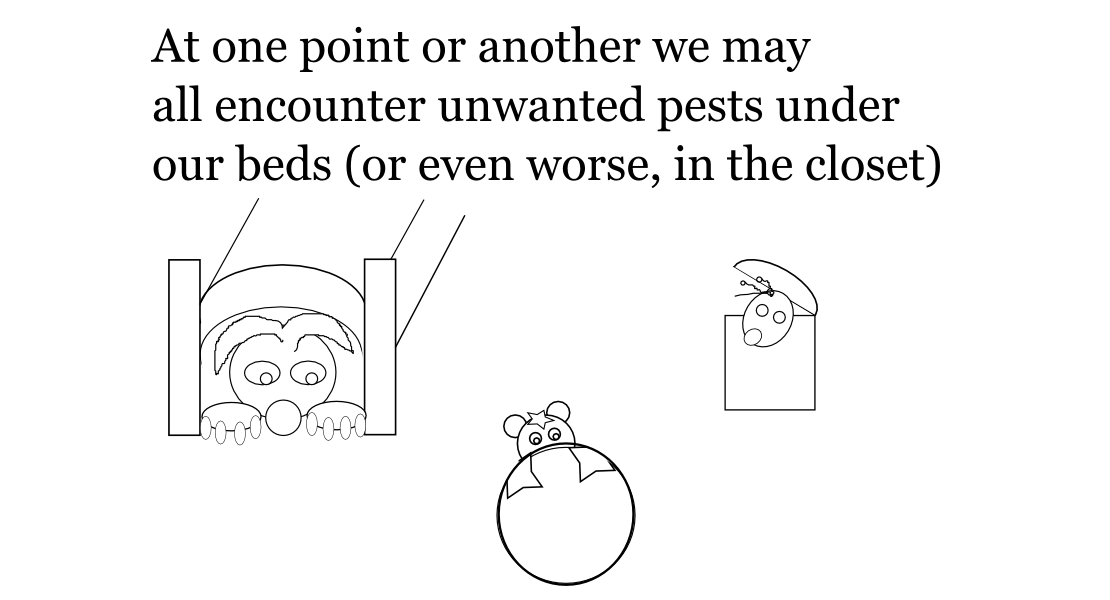 At one point or another we may
all encounter unwanted pests under
our beds (or even worse, in the closet)